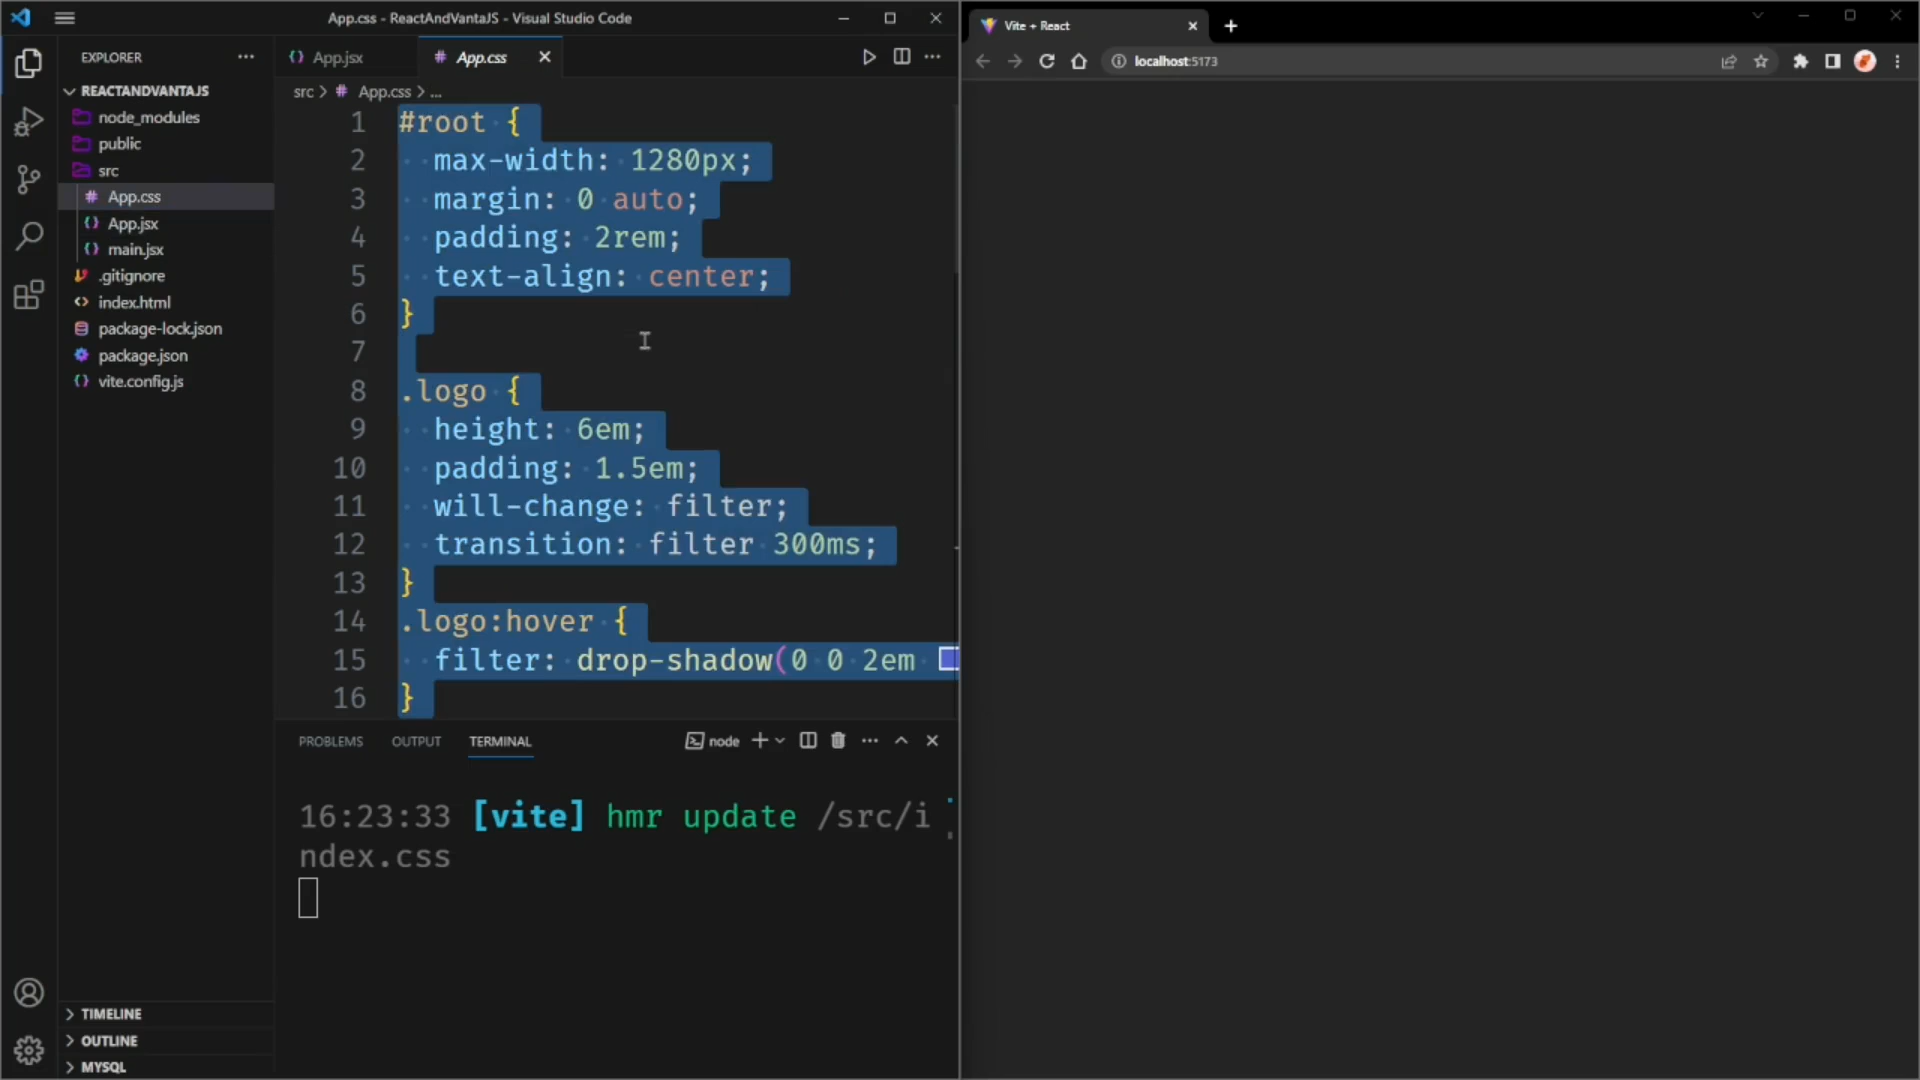 App.css - ReactAndVantaJS - Visual Studio Code
EXPLORER
REACTANDVANTAJS
node_modules
public
src
App.css
App.jsx
main.jsx
.gitignore
index.html
package-lock.json
package.json
vite.config.js
TIMELINE
OUTLINE
MYSQL
App.jsx
# App.css
src > # App.css > ...
1 #root {
2 max-width: 1280px;
3 margin: 0 auto;
4 padding: 2rem;
5 text-align: center;
6 }
7
8 .logo {
9 height: 6em;
10 padding: 1.5em;
11 will-change: filter;
12 transition: filter 300ms;
13 }
14 .logo:hover {
15 filter: drop-shadow(0 0 2em
16 }
PROBLEMS OUTPUT TERMINAL
node
16:23:33 [vite] hmr update /src/i
ndex.css
Vite + React
localhost:5173